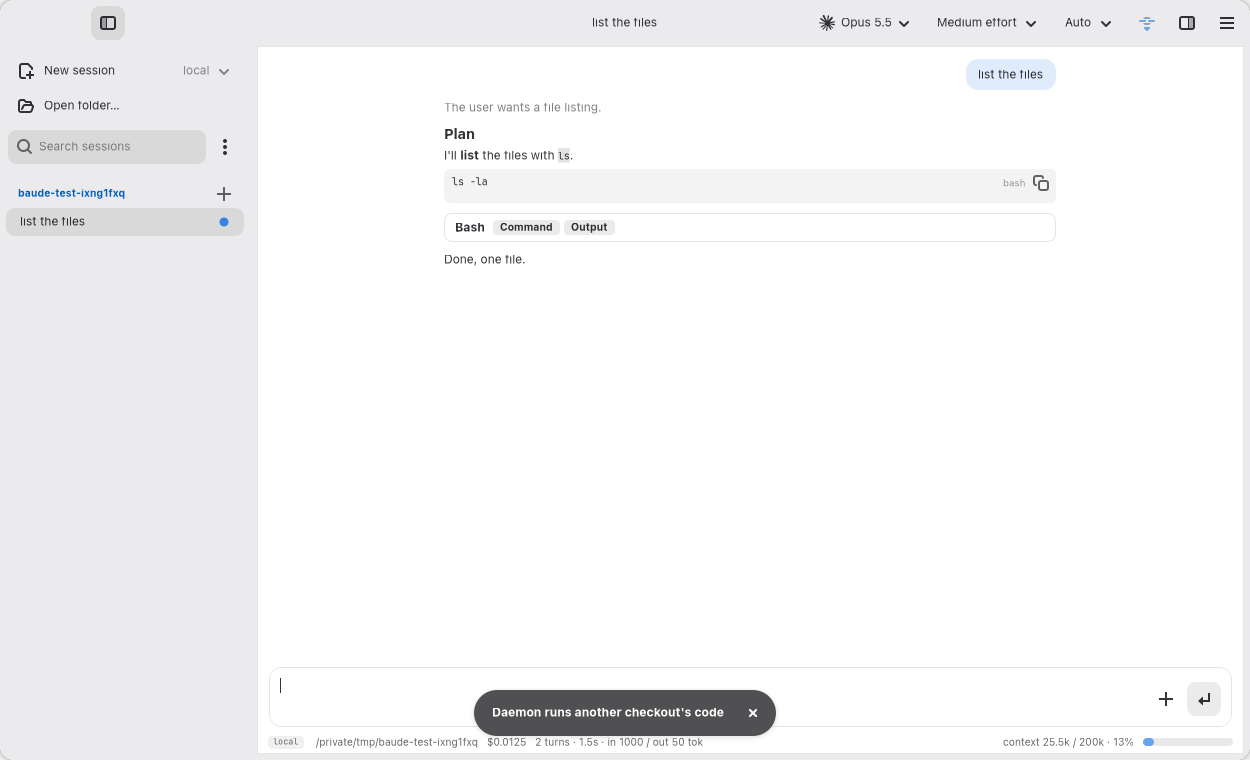 list the files
Opus 5.5
Medium effort
Auto
New session
local
Open folder...
Search sessions
baude-test-ixng1fxq
list the files
list the files
The user wants a file listing.
Plan
I'll list the files with ls.
ls -la
bash
Bash Command Output
Done, one file.
Daemon runs another checkout's code
local /private/tmp/baude-test-ixng1fxq $0.0125 2 turns · 1.5s · in 1000 / out 50 tok
context 25.5k / 200k · 13%